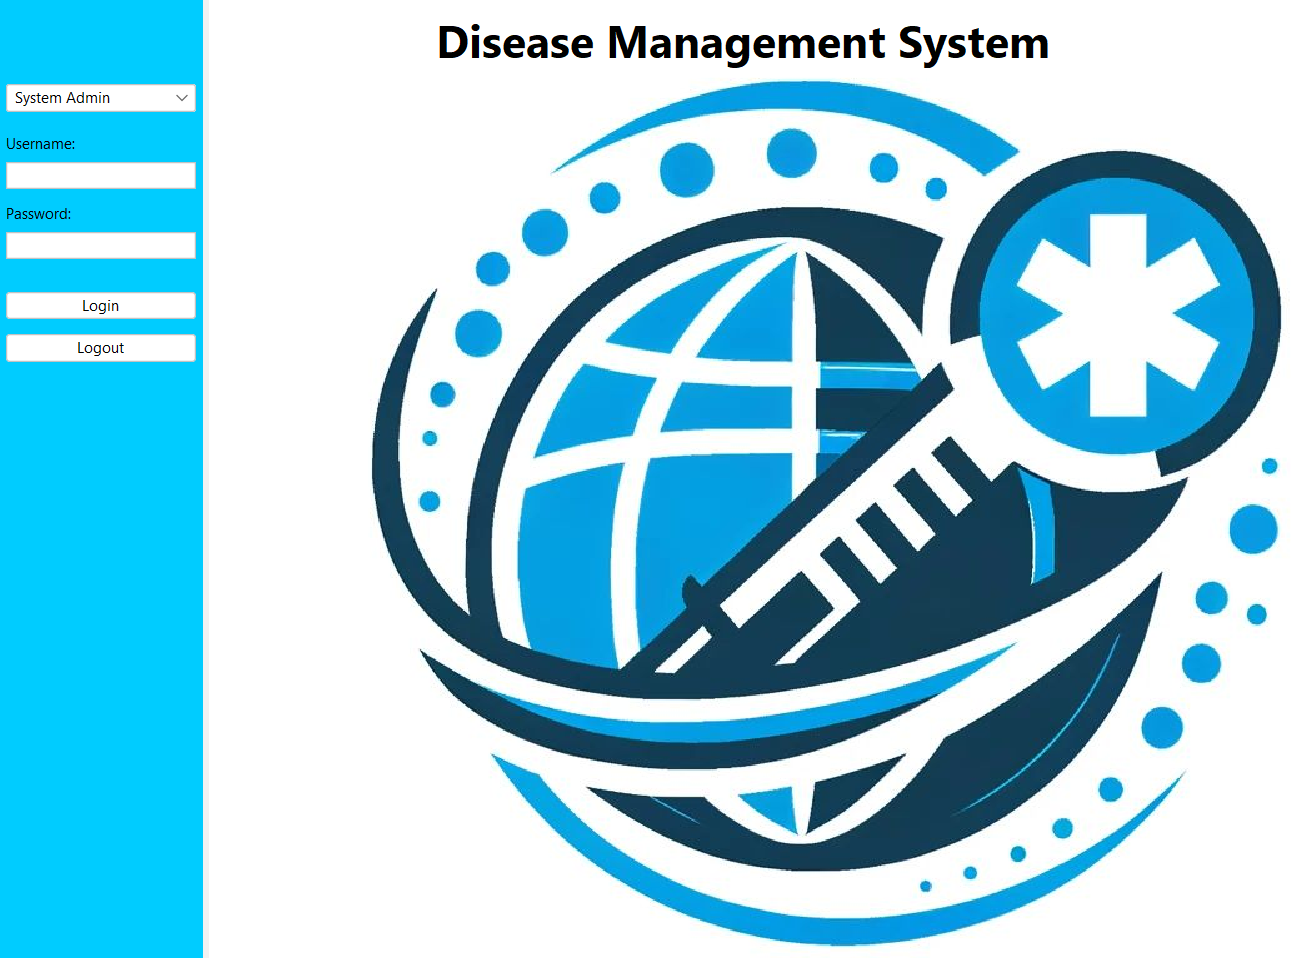 Disease Management System
System Admin
Username:
Password:
Login
Logout